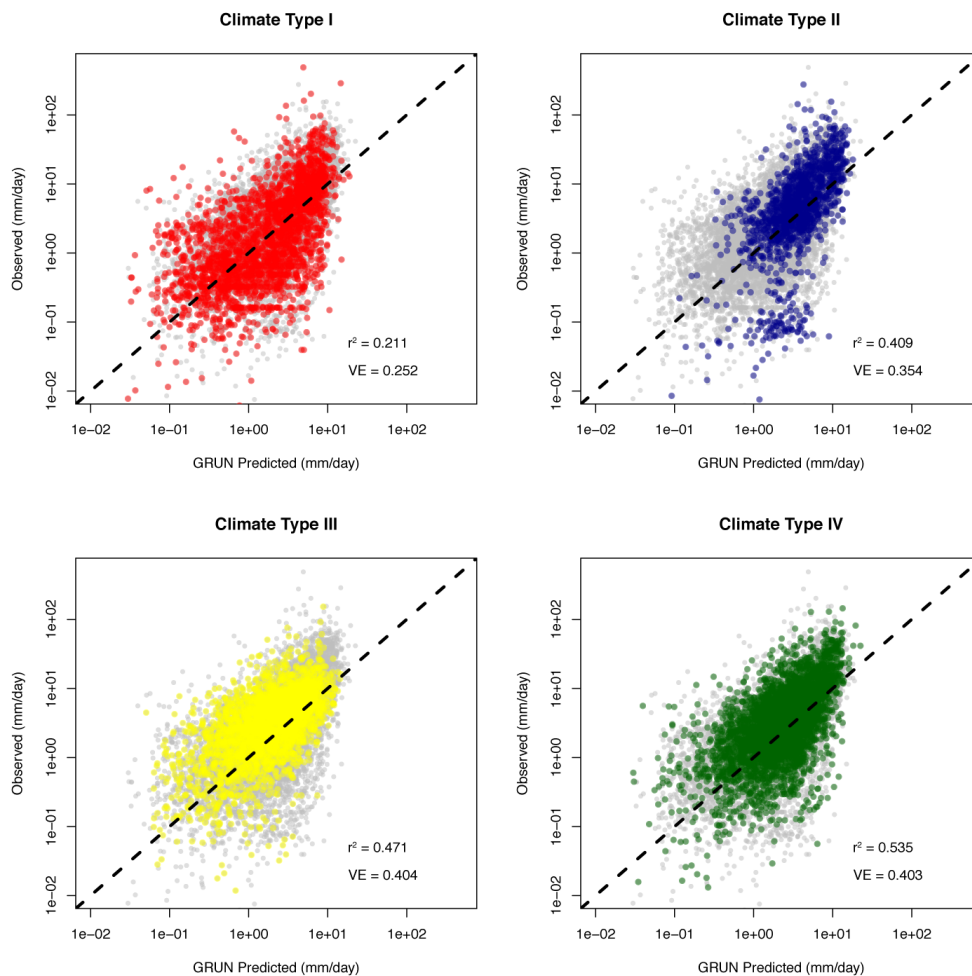 Climate Type I
Observed (mm/day)
1e+02
1e+01
1e+00
1e-01
1e-02
r² = 0.211
VE = 0.252
1e-02 1e-01 1e+00 1e+01 1e+02
GRUN Predicted (mm/day)
Climate Type II
Observed (mm/day)
1e+02
1e+01
1e+00
1e-01
1e-02
r² = 0.409
VE = 0.354
1e-02 1e-01 1e+00 1e+01 1e+02
GRUN Predicted (mm/day)
Climate Type III
Observed (mm/day)
1e+02
1e+01
1e+00
1e-01
1e-02
r² = 0.471
VE = 0.404
1e-02 1e-01 1e+00 1e+01 1e+02
GRUN Predicted (mm/day)
Climate Type IV
Observed (mm/day)
1e+02
1e+01
1e+00
1e-01
1e-02
r² = 0.535
VE = 0.403
1e-02 1e-01 1e+00 1e+01 1e+02
GRUN Predicted (mm/day)